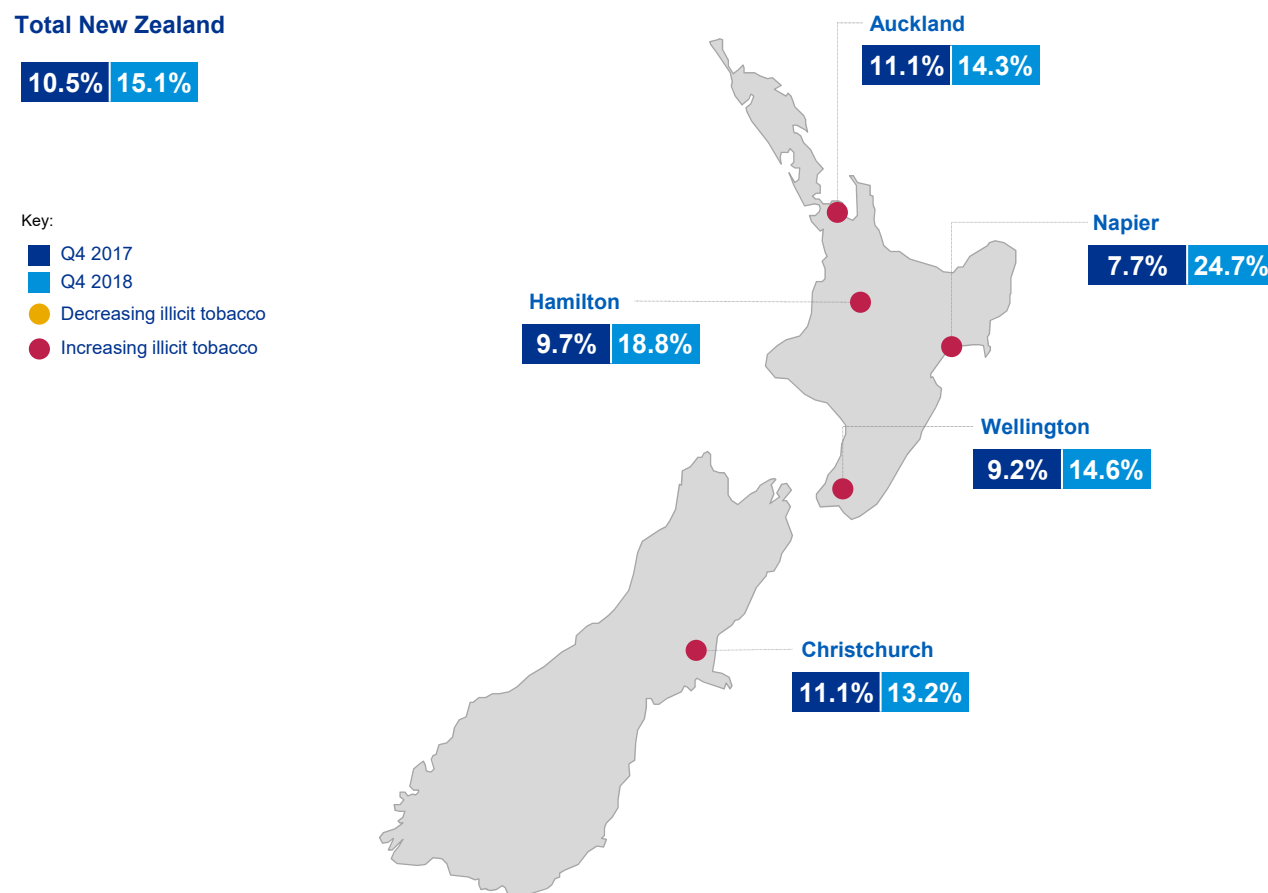 Total New Zealand
10.5% 15.1%
Key:
Q4 2017
Q4 2018
Decreasing illicit tobacco
Increasing illicit tobacco
Auckland
11.1% 14.3%
Napier
7.7% 24.7%
Hamilton
9.7% 18.8%
Wellington
9.2% 14.6%
Christchurch
11.1% 13.2%